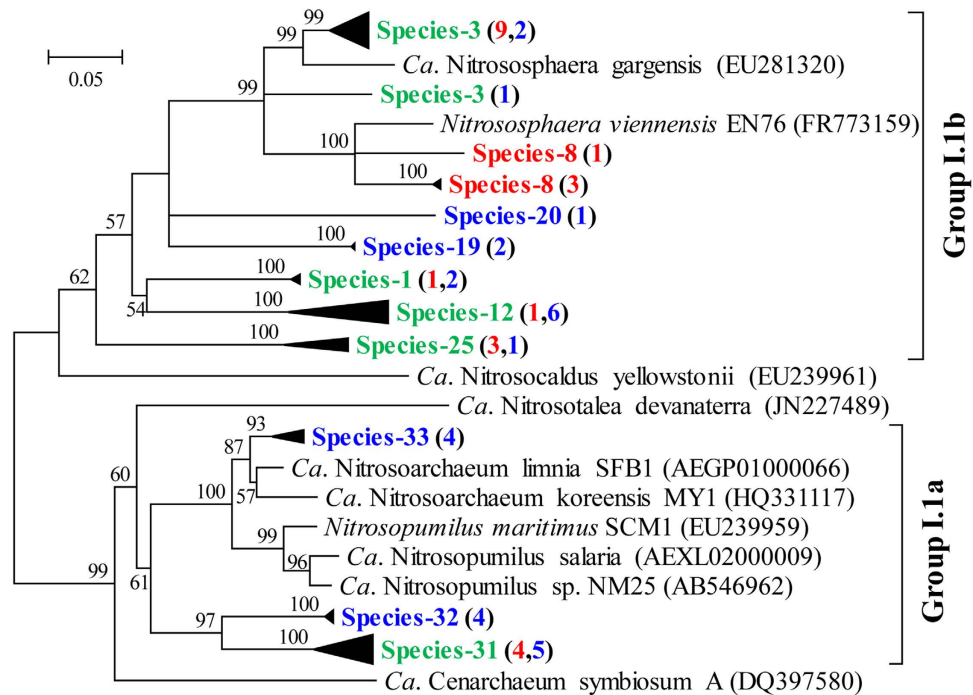 99
99
Species-3 (9,2)
Ca. Nitrososphaera gargensis (EU281320)
0.05
99
Species-3 (1)
Nitrososphaera viennensis EN76 (FR773159)
100
Species-8 (1)
100
Species-8 (3)
Species-20 (1)
57
100
Species-19 (2)
62
100
Species-1 (1,2)
54
100
Species-12 (1,6)
100
Species-25 (3,1)
Group I.1b
Ca. Nitrosocaldus yellowstonii (EU239961)
Ca. Nitrosotalea devanaterra (JN227489)
93
Species-33 (4)
87
Ca. Nitrosoarchaeum limnia SFB1 (AEGP01000066)
60
100
57
Ca. Nitrosoarchaeum koreensis MY1 (HQ331117)
Nitrosopumilus maritimus SCM1 (EU239959)
99
Ca. Nitrosopumilus salaria (AEXL02000009)
96
99
61
Ca. Nitrosopumilus sp. NM25 (AB546962)
100
Species-32 (4)
97
100
Species-31 (4,5)
Group I.1a
Ca. Cenarchaeum symbiosum A (DQ397580)